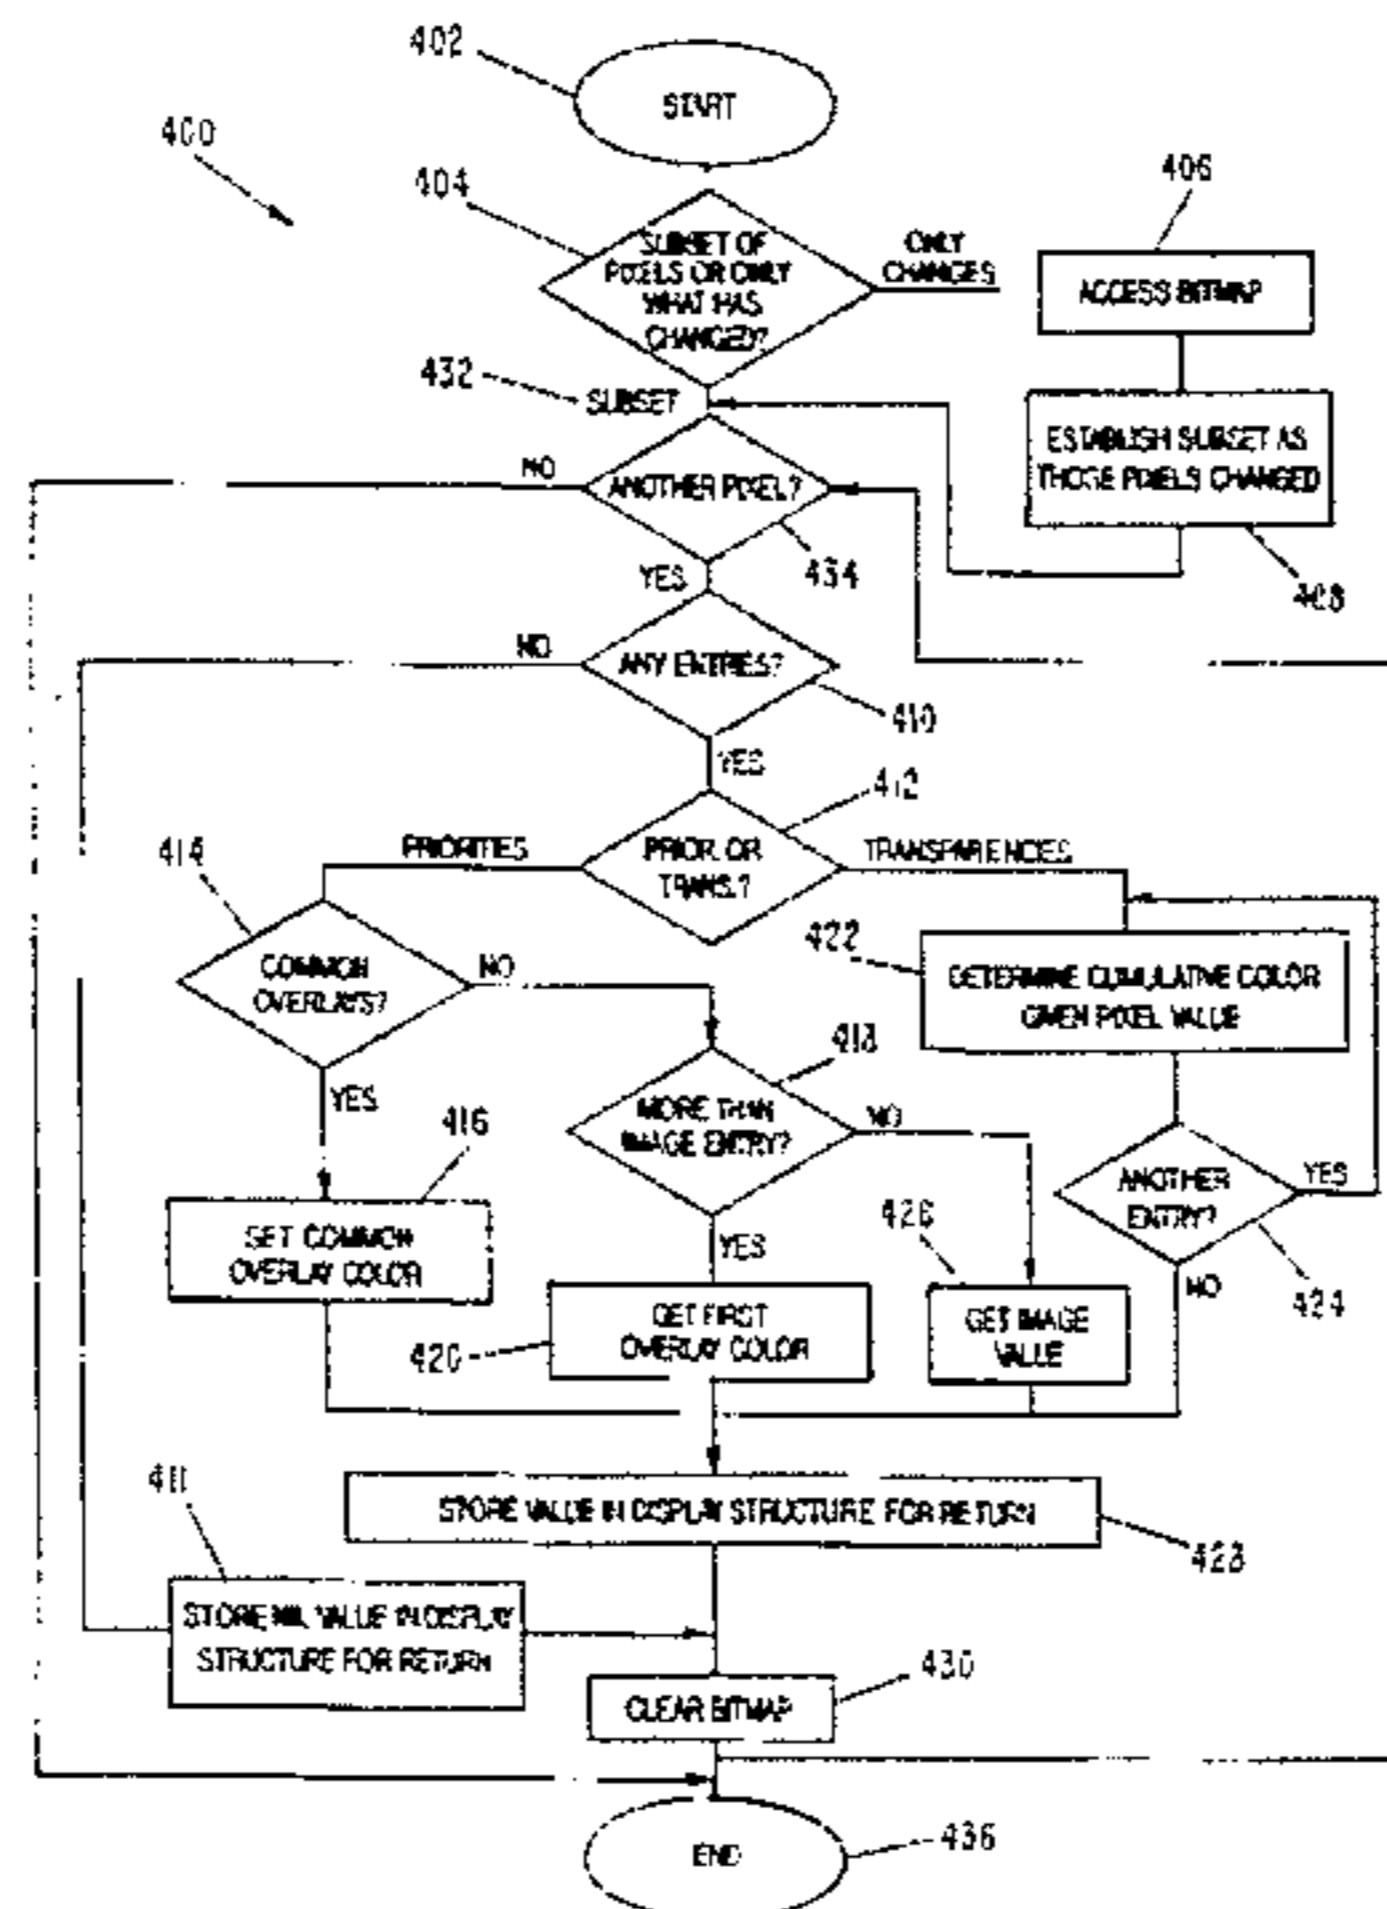 402
START
400
404
406
SUBSET OF
PIXELS OR ONLY
WHAT HAS
CHANGED?
ONLY
CHANGES
ACCESS BITMAP
432
SUBSET
ESTABLISH SUBSET AS
THOSE PIXELS CHANGED
NO
ANOTHER PIXEL?
434
408
YES
NO
ANY ENTRIES?
410
YES
412
414
PRIORITIES
PRIOR. OR
TRANS.?
TRANSPARENCIES
422
COMMON
OVERLAYS?
NO
DETERMINE CUMULATIVE COLOR
GIVEN PIXEL VALUE
418
YES
416
MORE THAN
IMAGE ENTRY?
NO
ANOTHER
ENTRY?
YES
426
GET COMMON
OVERLAY COLOR
YES
NO
424
GET FIRST
OVERLAY COLOR
420
GET IMAGE
VALUE
411
STORE VALUE IN DISPLAY STRUCTURE FOR RETURN
428
STORE NIL VALUE IN DISPLAY
STRUCTURE FOR RETURN
430
CLEAR BITMAP
END
436